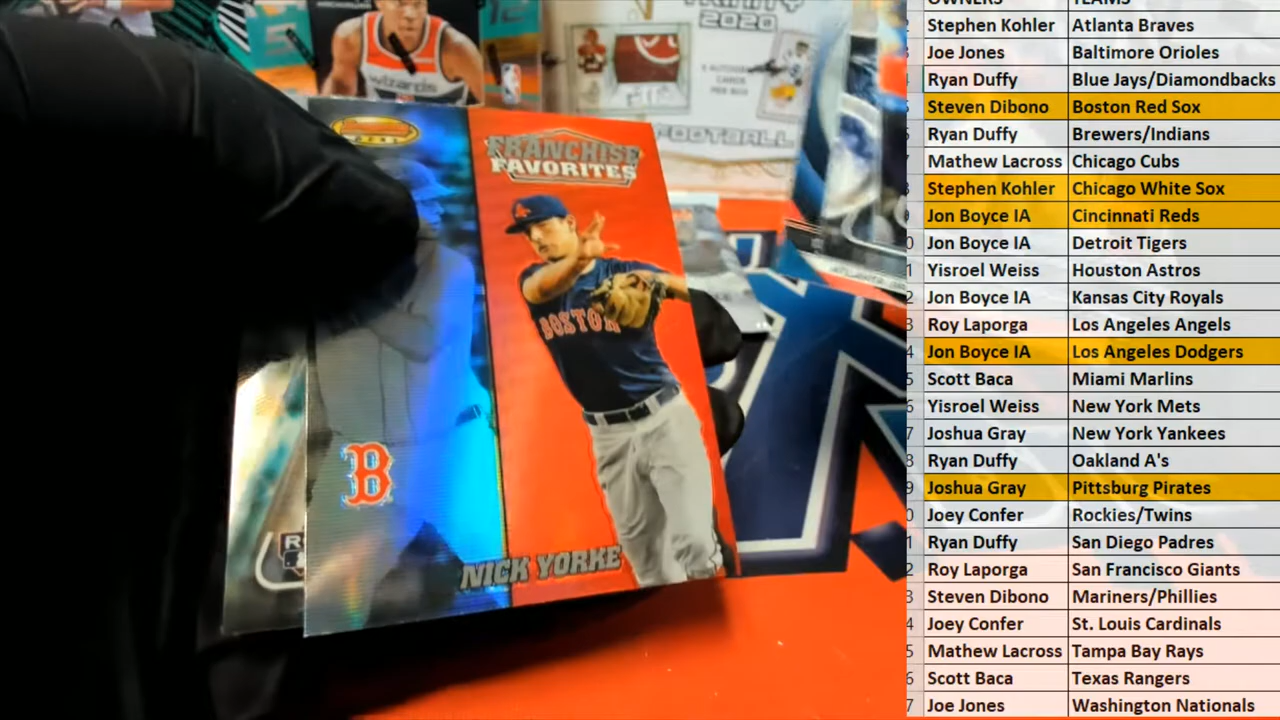 wizards
TRINITY
2020
AUTOGRAPH
CARDS
PER BOX
FOOTBALL
12
FRANCHISE
FAVORITES
BOSTON
B
NICK YORKE
R
OWNERS TEAMS
Stephen Kohler Atlanta Braves
Joe Jones Baltimore Orioles
Ryan Duffy Blue Jays/Diamondbacks
Steven Dibono Boston Red Sox
Ryan Duffy Brewers/Indians
Mathew Lacross Chicago Cubs
Stephen Kohler Chicago White Sox
Jon Boyce IA Cincinnati Reds
Jon Boyce IA Detroit Tigers
Yisroel Weiss Houston Astros
Jon Boyce IA Kansas City Royals
Roy Laporga Los Angeles Angels
Jon Boyce IA Los Angeles Dodgers
Scott Baca Miami Marlins
Yisroel Weiss New York Mets
Joshua Gray New York Yankees
Ryan Duffy Oakland A's
Joshua Gray Pittsburg Pirates
Joey Confer Rockies/Twins
Ryan Duffy San Diego Padres
Roy Laporga San Francisco Giants
Steven Dibono Mariners/Phillies
Joey Confer St. Louis Cardinals
Mathew Lacross Tampa Bay Rays
Scott Baca Texas Rangers
Joe Jones Washington Nationals